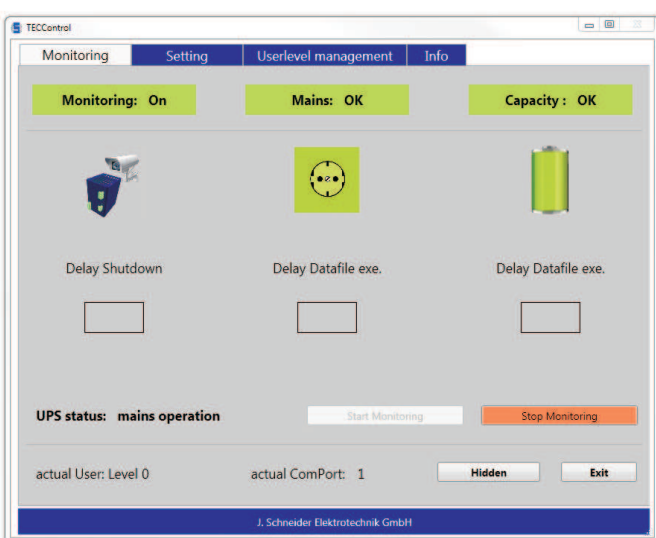 TECControl
Monitoring Setting Userlevel management Info
Monitoring: On Mains: OK Capacity : OK
Delay Shutdown Delay Datafile exe. Delay Datafile exe.
UPS status: mains operation Start Monitoring Stop Monitoring
actual User: Level 0 actual ComPort: 1 Hidden Exit
J. Schneider Elektrotechnik GmbH